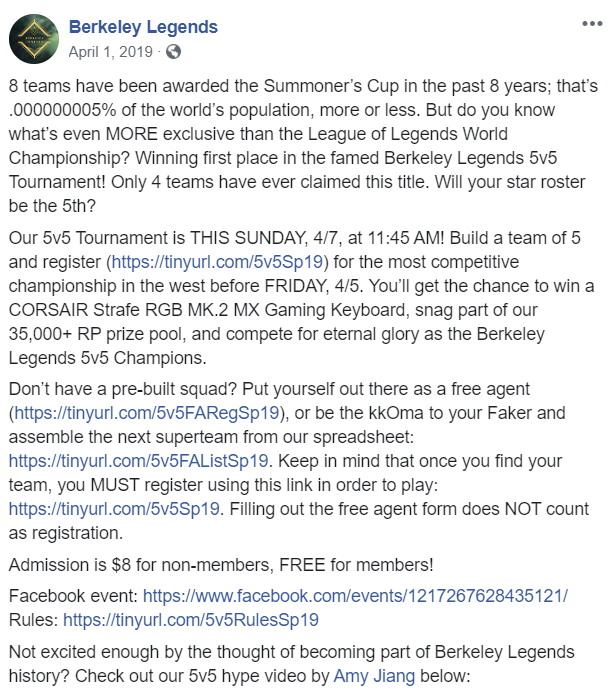 Berkeley Legends
April 1, 2019 ·
8 teams have been awarded the Summoner's Cup in the past 8 years; that's
.000000005% of the world's population, more or less. But do you know
what's even MORE exclusive than the League of Legends World
Championship? Winning first place in the famed Berkeley Legends 5v5
Tournament! Only 4 teams have ever claimed this title. Will your star roster
be the 5th?
Our 5v5 Tournament is THIS SUNDAY, 4/7, at 11:45 AM! Build a team of 5
and register (https://tinyurl.com/5v5Sp19) for the most competitive
championship in the west before FRIDAY, 4/5. You'll get the chance to win a
CORSAIR Strafe RGB MK.2 MX Gaming Keyboard, snag part of our
35,000+ RP prize pool, and compete for eternal glory as the Berkeley
Legends 5v5 Champions.
Don't have a pre-built squad? Put yourself out there as a free agent
(https://tinyurl.com/5v5FARegSp19), or be the kkOma to your Faker and
assemble the next superteam from our spreadsheet:
https://tinyurl.com/5v5FAListSp19. Keep in mind that once you find your
team, you MUST register using this link in order to play:
https://tinyurl.com/5v5Sp19. Filling out the free agent form does NOT count
as registration.
Admission is $8 for non-members, FREE for members!
Facebook event: https://www.facebook.com/events/1217267628435121/
Rules: https://tinyurl.com/5v5RulesSp19
Not excited enough by the thought of becoming part of Berkeley Legends
history? Check out our 5v5 hype video by Amy Jiang below: